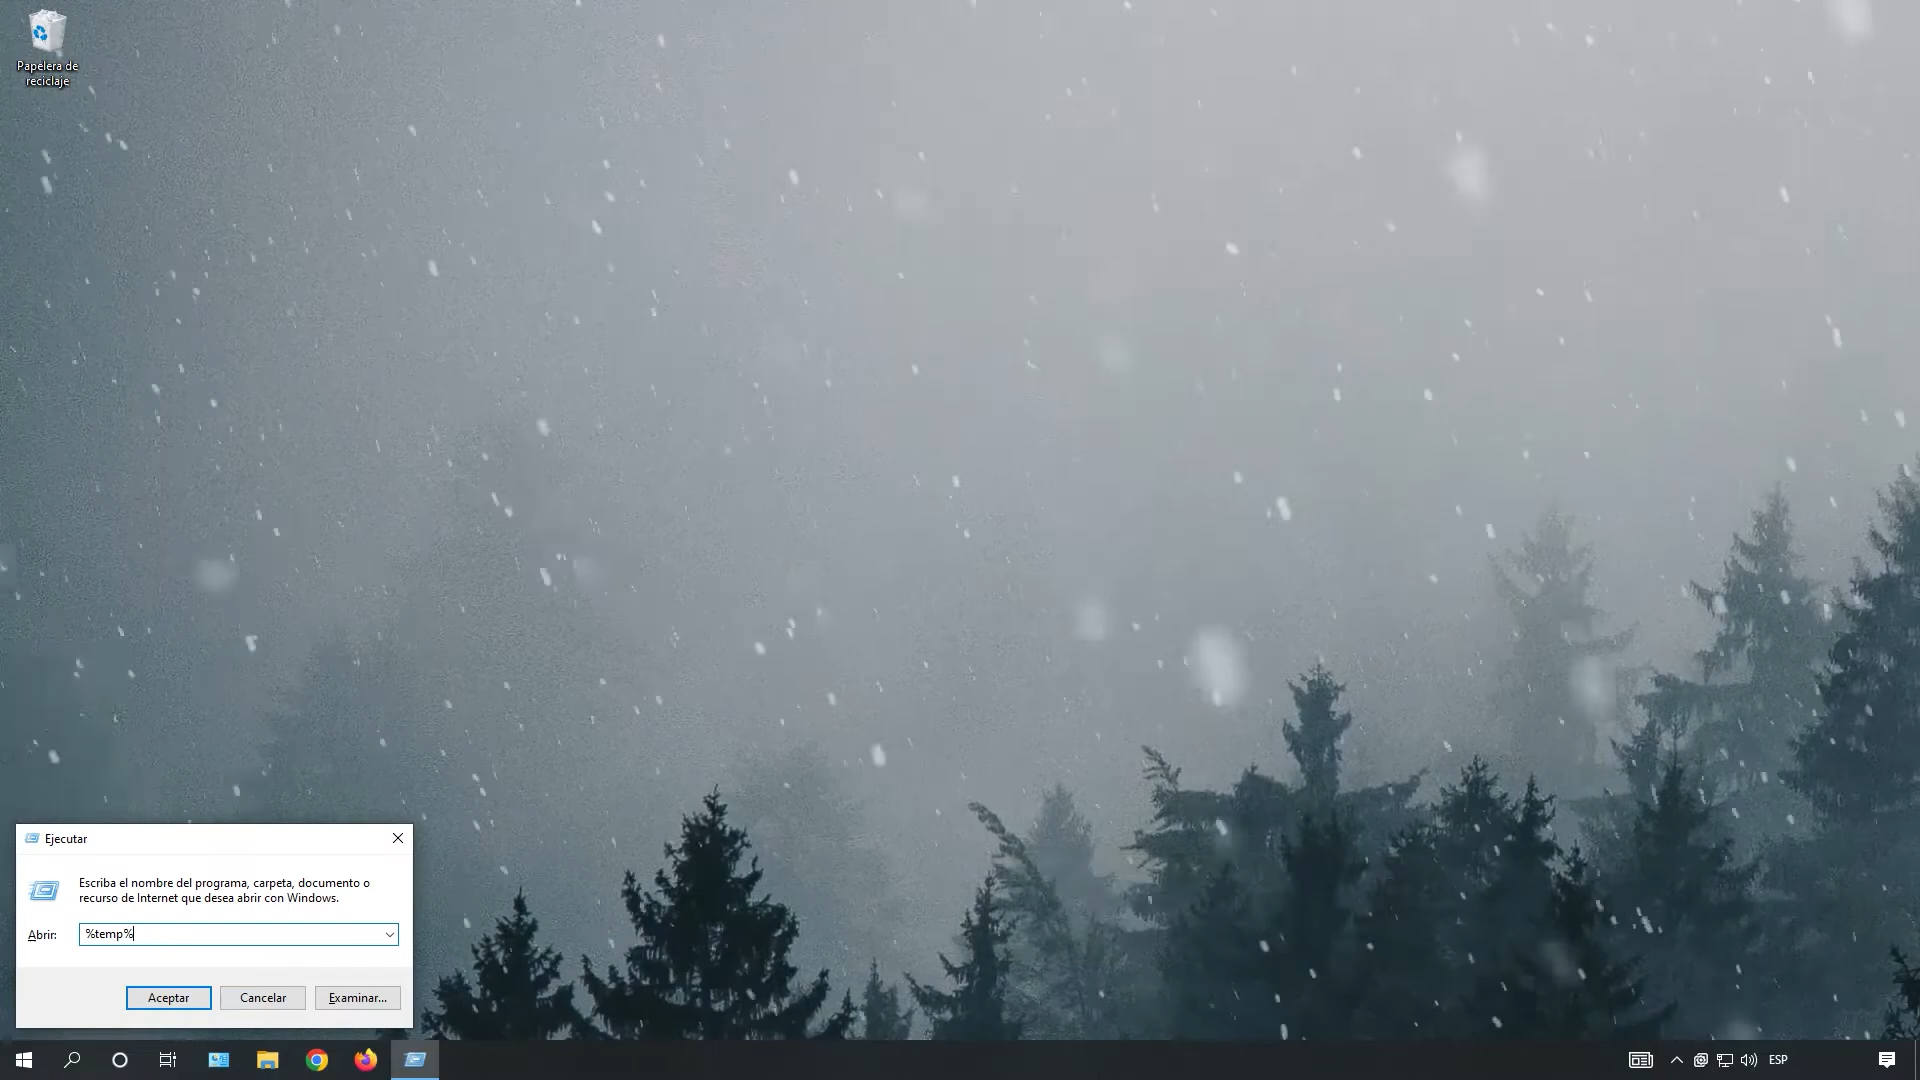 Papelera de
reciclaje
Ejecutar
Escriba el nombre del programa, carpeta, documento o
recurso de Internet que desea abrir con Windows.
Abrir:
%temp%
Aceptar
Cancelar
Examinar...
ESP